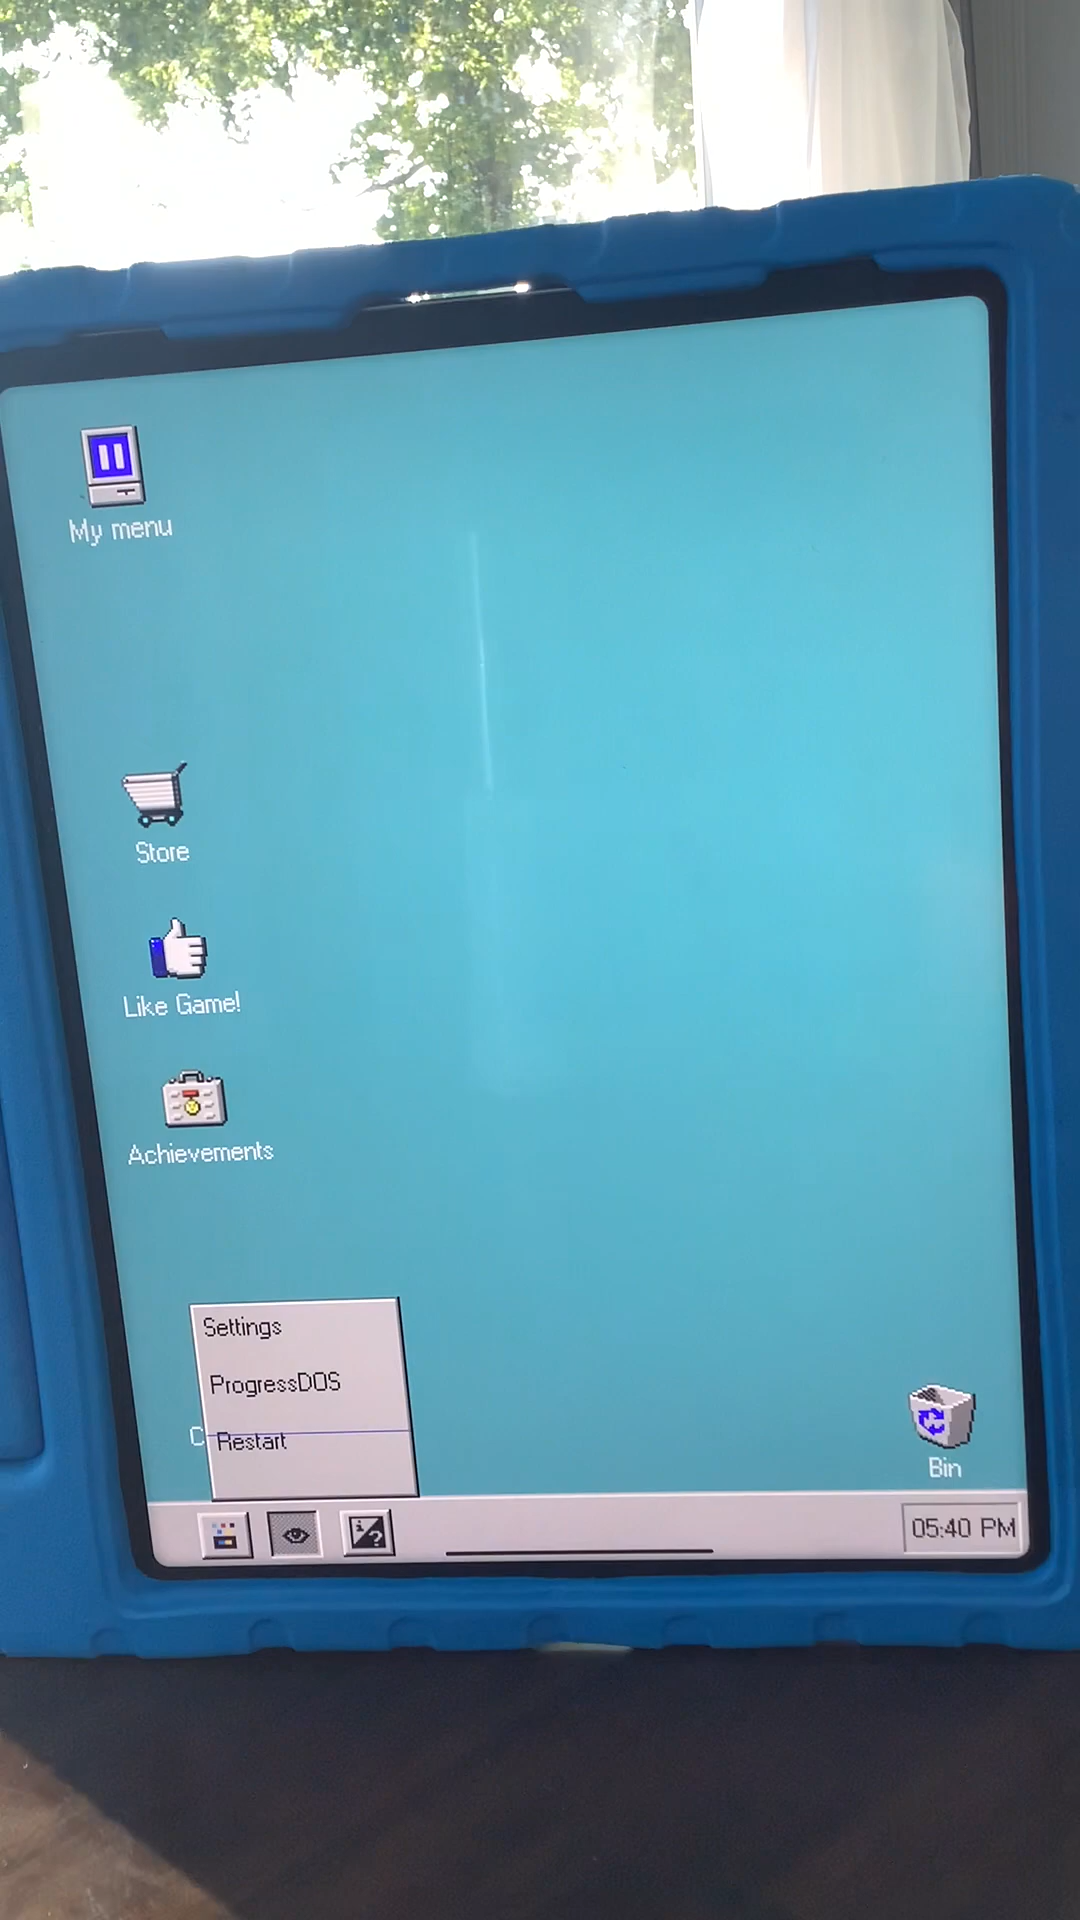 My menu
Store
Like Game!
Achievements
Settings
ProgressDOS
Restart
Bin
05:40 PM